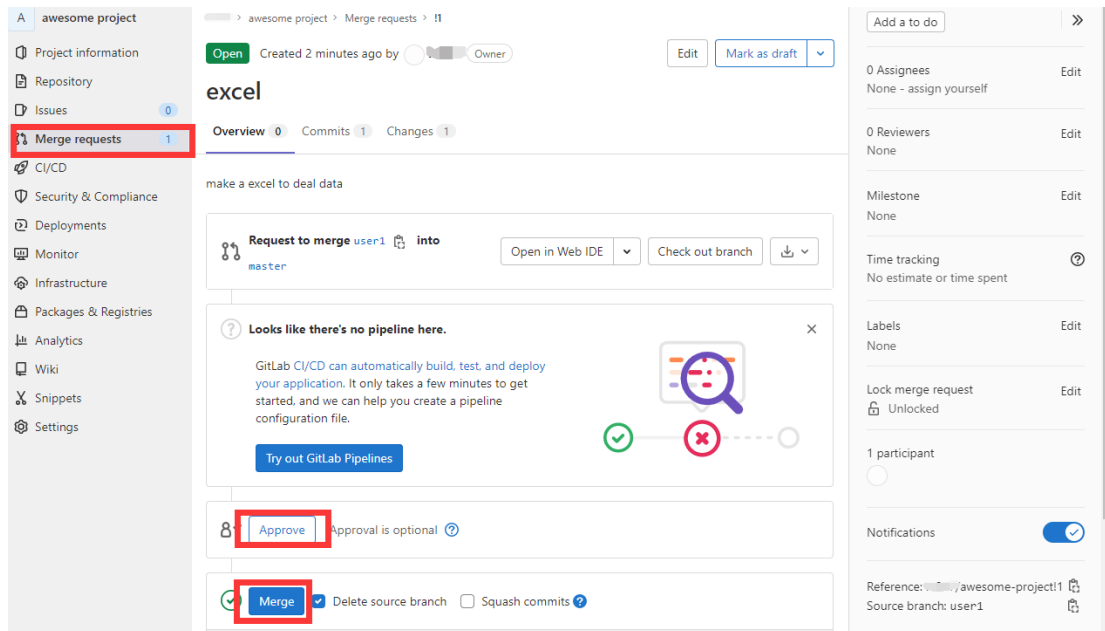 A awesome project
Project information
Repository
Issues 0
Merge requests 1
CI/CD
Security & Compliance
Deployments
Monitor
Infrastructure
Packages & Registries
Analytics
Wiki
Snippets
Settings
> awesome project > Merge requests > !1
Open Created 2 minutes ago by Owner
Edit Mark as draft
excel
Overview 0 Commits 1 Changes 1
make a excel to deal data
Request to merge user1 into
master
Open in Web IDE Check out branch
Looks like there's no pipeline here.
GitLab CI/CD can automatically build, test, and deploy
your application. It only takes a few minutes to get
started, and we can help you create a pipeline
configuration file.
Try out GitLab Pipelines
Approve Approval is optional
Merge Delete source branch Squash commits
Add a to do
0 Assignees Edit
None - assign yourself
0 Reviewers Edit
None
Milestone Edit
None
Time tracking
No estimate or time spent
Labels Edit
None
Lock merge request Edit
Unlocked
1 participant
Notifications
Reference: /awesome-project!1
Source branch: user1